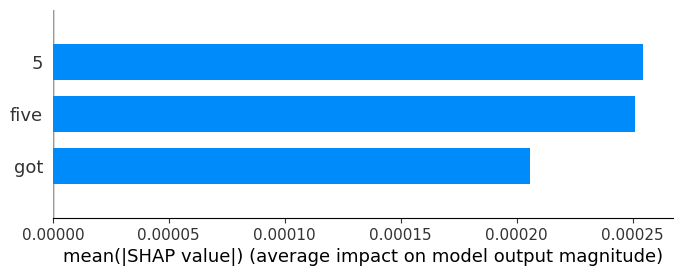 5
five
got
0.00000 0.00005 0.00010 0.00015 0.00020 0.00025
mean(|SHAP value|) (average impact on model output magnitude)